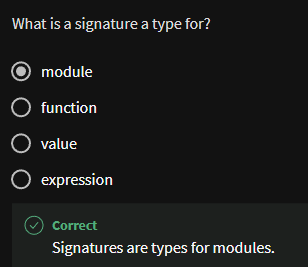 What is a signature a type for?
module
function
value
expression
Correct
Signatures are types for modules.